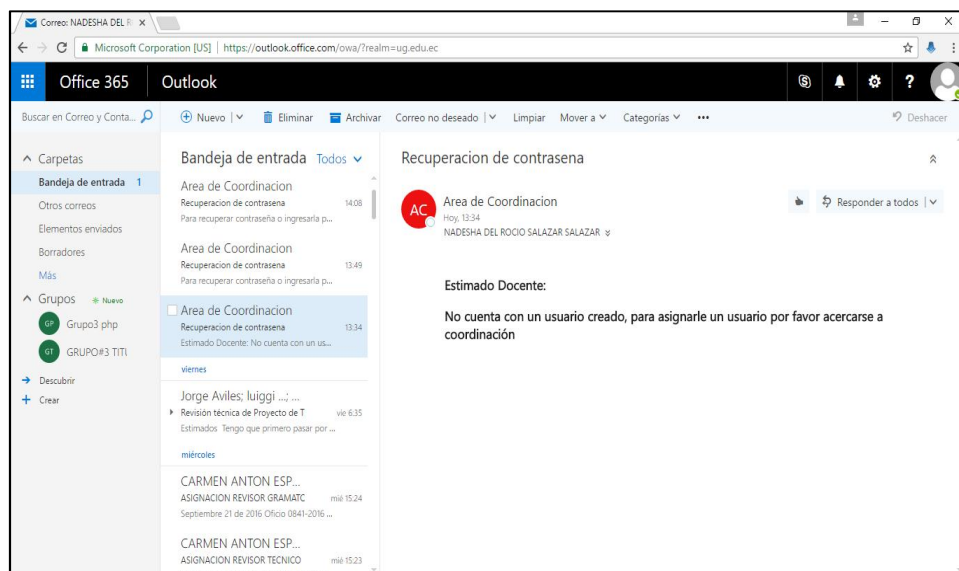 Correo: NADESHA DEL R
Microsoft Corporation [US] | https://outlook.office.com/owa/?realm=ug.edu.ec
Office 365 Outlook
Buscar en Correo y Conta...
Nuevo Eliminar Archivar Correo no deseado Limpiar Mover a Categorías ... Deshacer
Carpetas
Bandeja de entrada 1
Otros correos
Elementos enviados
Borradores
Más
Grupos Nuevo
GP Grupo3 php
GT GRUPO#3 TITU
Descubrir
Crear
Bandeja de entrada Todos
Area de Coordinacion
Recuperacion de contrasena 14:08
Para recuperar contraseña o ingresarla p...
Area de Coordinacion
Recuperacion de contrasena 13:49
Para recuperar contraseña o ingresarla p...
Area de Coordinacion
Recuperacion de contrasena 13:34
Estimado Docente: No cuenta con un us...
viernes
Jorge Aviles; luiggi ...; ...
Revisión técnica de Proyecto de T vie 6:35
Estimados Tengo que primero pasar por ...
miércoles
CARMEN ANTON ESP...
ASIGNACION REVISOR GRAMATC mié 15:24
Septiembre 21 de 2016 Oficio 0841-2016 ...
CARMEN ANTON ESP...
ASIGNACION REVISOR TECNICO mié 15:23
Recuperacion de contrasena
AC
Area de Coordinacion
Hoy, 13:34
NADESHA DEL ROCIO SALAZAR SALAZAR
Responder a todos
Estimado Docente:
No cuenta con un usuario creado, para asignarle un usuario por favor acercarse a
coordinación